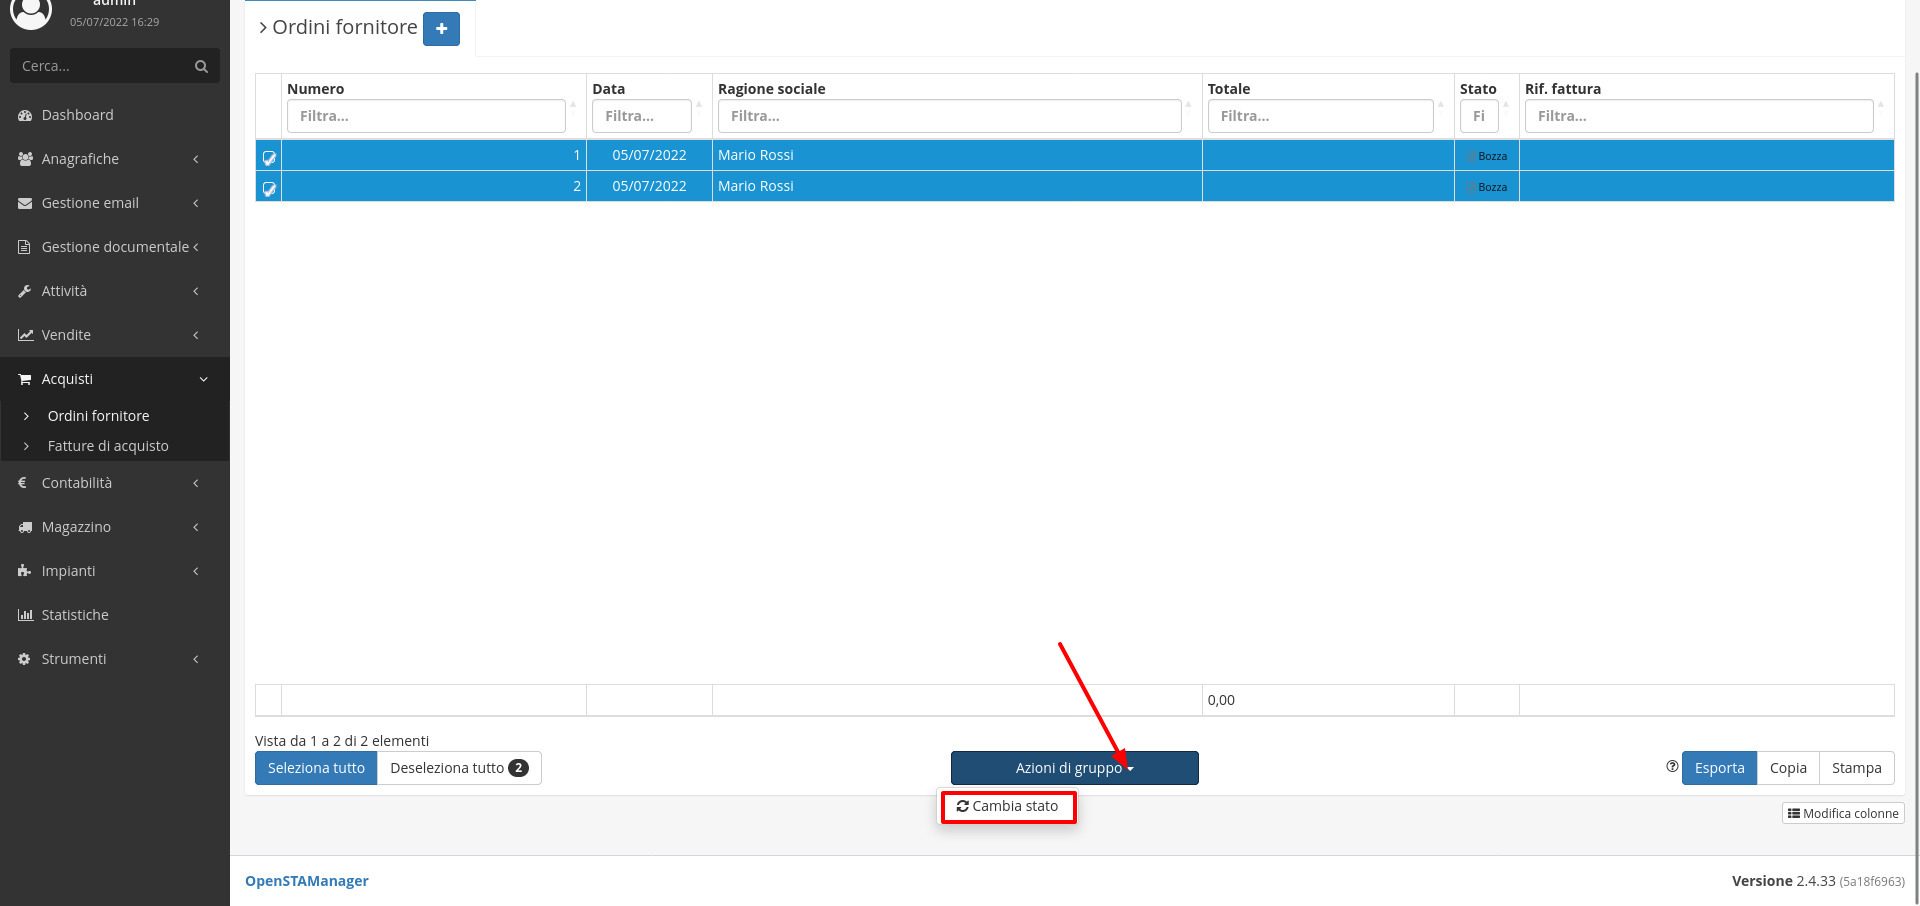 admin
05/07/2022 16:29
Cerca...
Dashboard
Anagrafiche
Gestione email
Gestione documentale
Attività
Vendite
Acquisti
Ordini fornitore
Fatture di acquisto
Contabilità
Magazzino
Impianti
Statistiche
Strumenti
Ordini fornitore +
Numero Data Ragione sociale Totale Stato Rif. fattura
Filtra... Filtra... Filtra... Filtra... Fi Filtra...
1 05/07/2022 Mario Rossi Bozza
2 05/07/2022 Mario Rossi Bozza
0,00
Vista da 1 a 2 di 2 elementi
Seleziona tutto Deseleziona tutto 2 Azioni di gruppo Esporta Copia Stampa
Cambia stato
Modifica colonne
OpenSTAManager Versione 2.4.33 (5a18f6963)